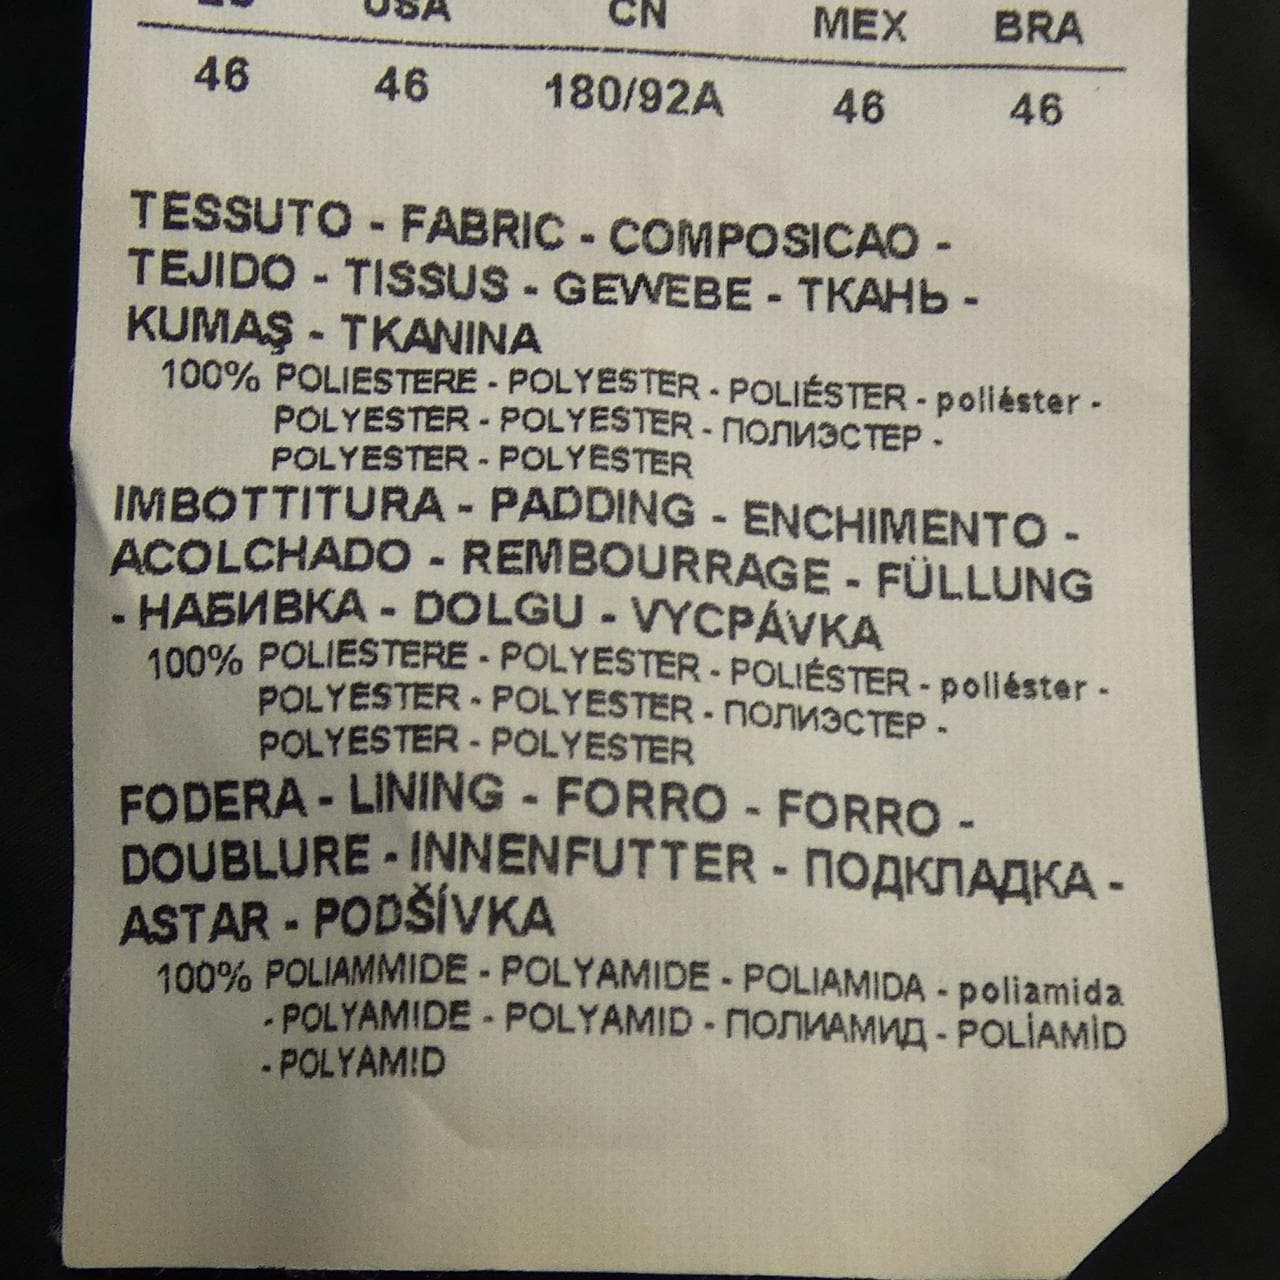 USA CN MEX BRA
46 46 180/92A 46 46
TESSUTO - FABRIC - COMPOSICAO -
TEJIDO - TISSUS - GEWEBE - ТКАНЬ -
KUMAŞ - TKANINA
100% POLIESTERE - POLYESTER - POLIÉSTER - poliéster -
POLYESTER - POLYESTER - ПОЛИЭСТЕР -
POLYESTER - POLYESTER
IMBOTTITURA - PADDING - ENCHIMENTO -
ACOLCHADO - REMBOURRAGE - FÜLLUNG
- НАБИВКА - DOLGU - VYCPÁVKA
100% POLIESTERE - POLYESTER - POLIÉSTER - poliéster -
POLYESTER - POLYESTER - ПОЛИЭСТЕР -
POLYESTER - POLYESTER
FODERA - LINING - FORRO - FORRO -
DOUBLURE - INNENFUTTER - ПОДКЛАДКА -
ASTAR - PODŠÍVKA
100% POLIAMMIDE - POLYAMIDE - POLIAMIDA - poliamida
- POLYAMIDE - POLYAMID - ПОЛИАМИД - POLİAMİD
- POLYAMID